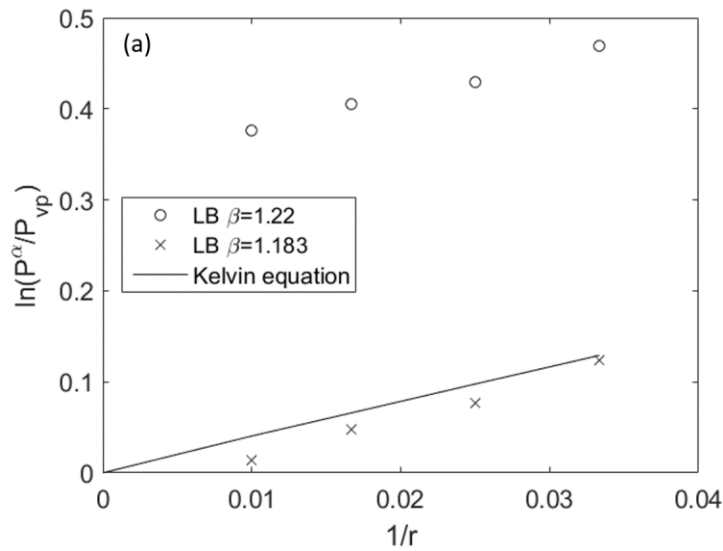 (a)
0.5
0.4
0.3
0.2
0.1
0
ln(P^α/P_vp)
LB β=1.22
LB β=1.183
Kelvin equation
0 0.01 0.02 0.03 0.04
1/r